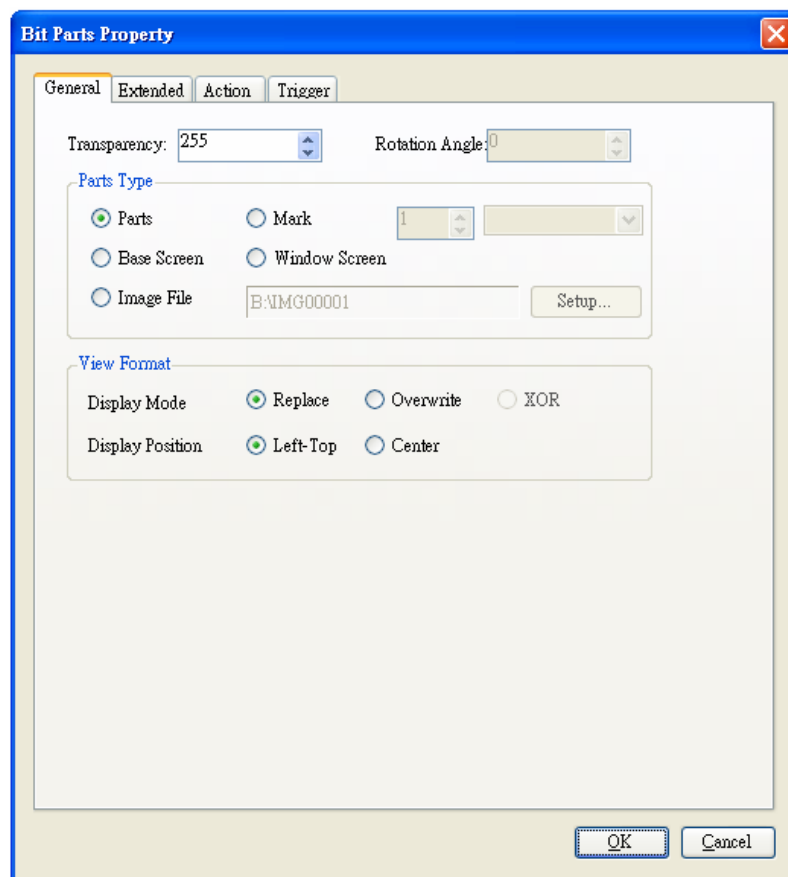 Bit Parts Property
General Extended Action Trigger
Transparency: 255 Rotation Angle: 0
Parts Type
Parts Mark 1
Base Screen Window Screen
Image File B:\IMG00001 Setup...
View Format
Display Mode Replace Overwrite XOR
Display Position Left-Top Center
OK Cancel